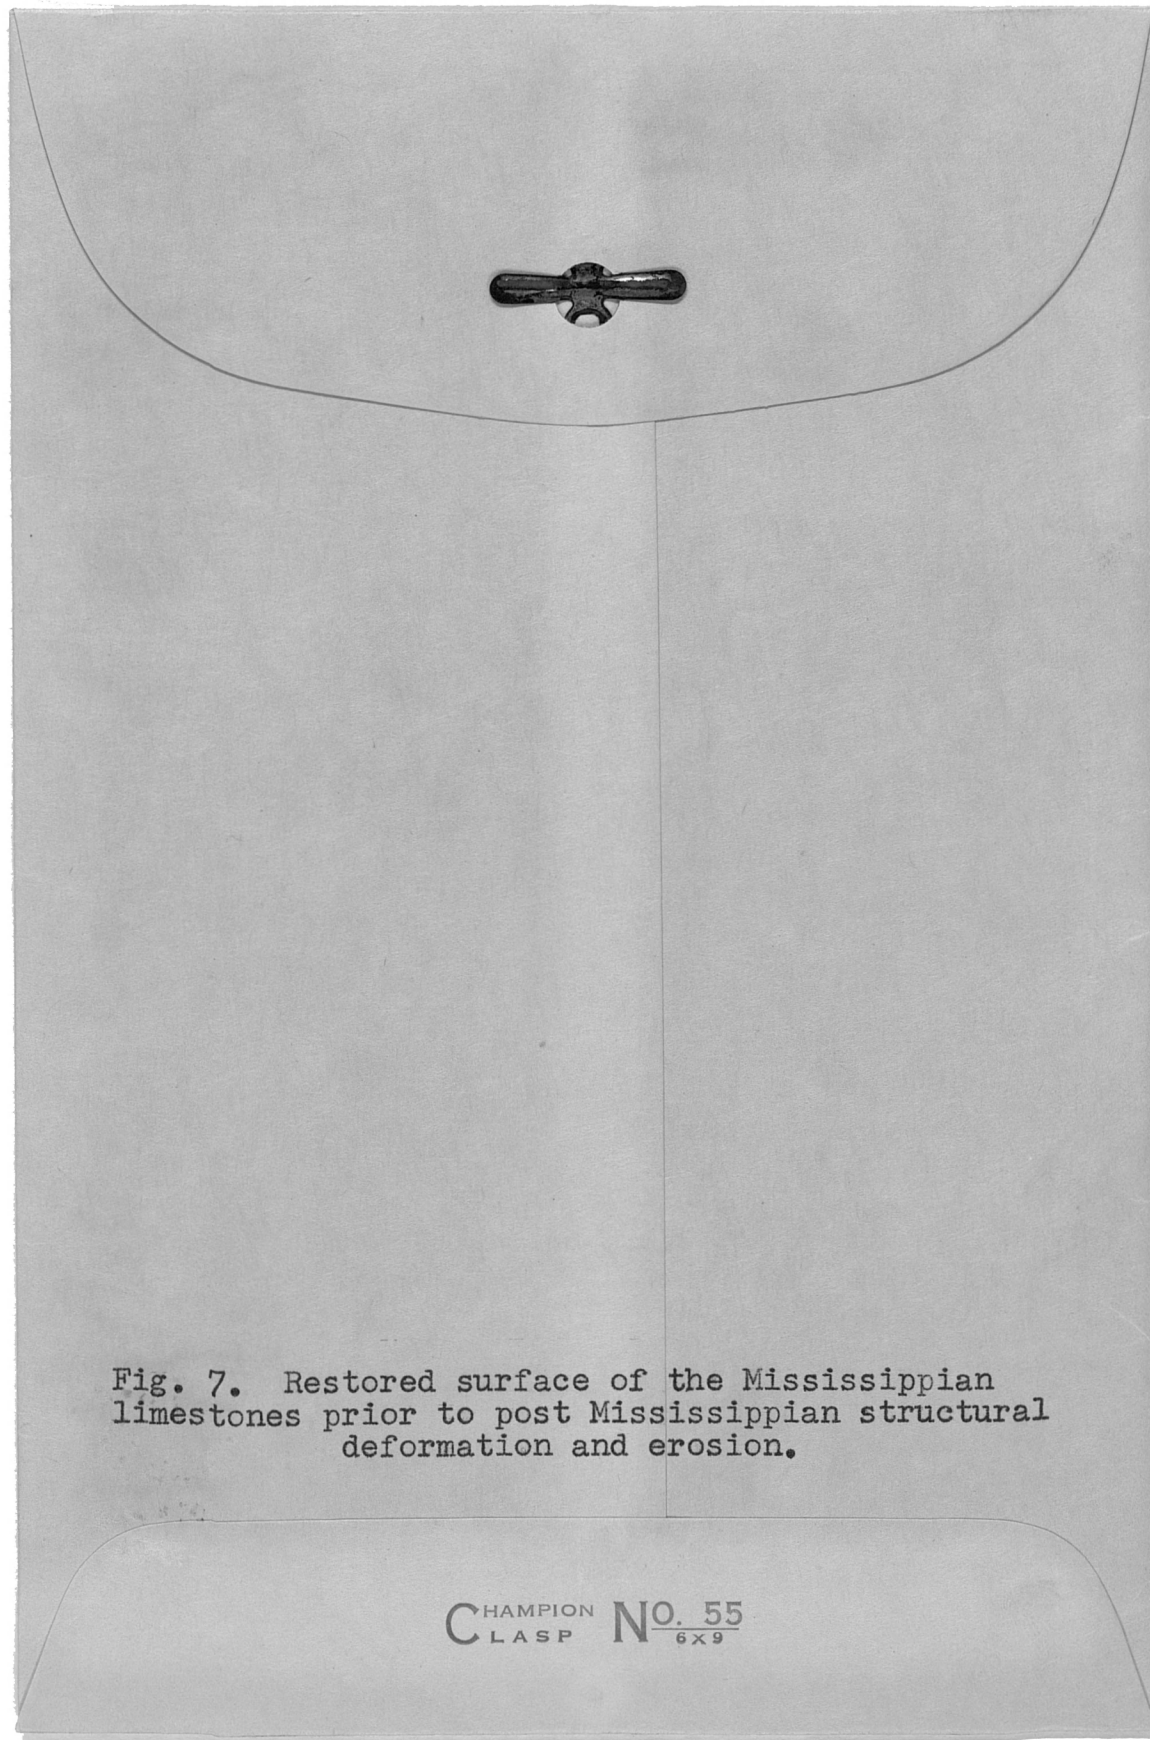 Fig. 7. Restored surface of the Mississippian
limestones prior to post Mississippian structural
deformation and erosion.
CHAMPION CLASP NO. 55
6X9